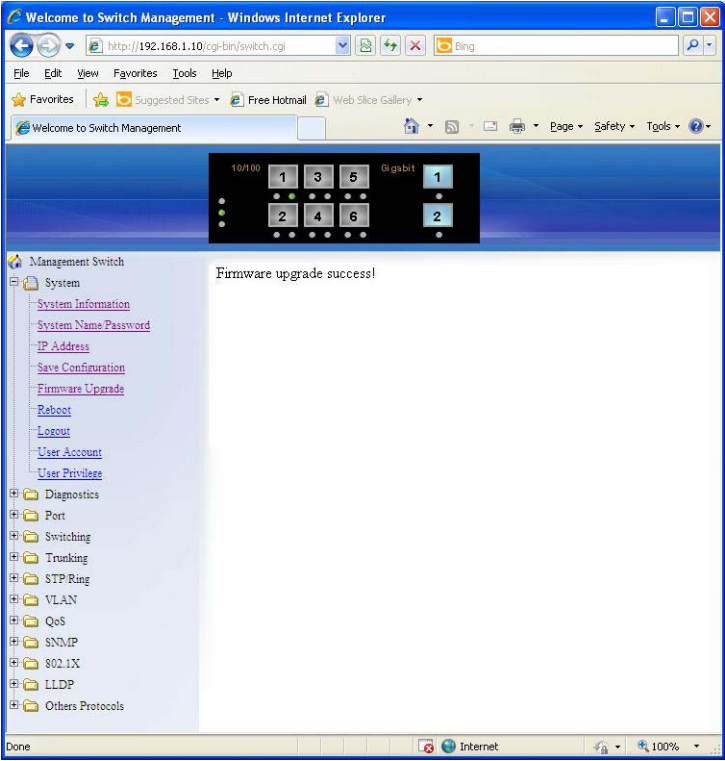 Welcome to Switch Management - Windows Internet Explorer
http://192.168.1.10/cgi-bin/switch.cgi
Bing
File Edit View Favorites Tools Help
Favorites Suggested Sites Free Hotmail Web Slice Gallery
Welcome to Switch Management
Page Safety Tools
10/100 1 3 5 Gigabit 1
2 4 6 2
Management Switch
System
Firmware upgrade success!
System Information
System Name/Password
IP Address
Save Configuration
Firmware Upgrade
Reboot
Logout
User Account
User Privilege
Diagnostics
Port
Switching
Trunking
STP/Ring
VLAN
QoS
SNMP
802.1X
LLDP
Others Protocols
Done Internet 100%